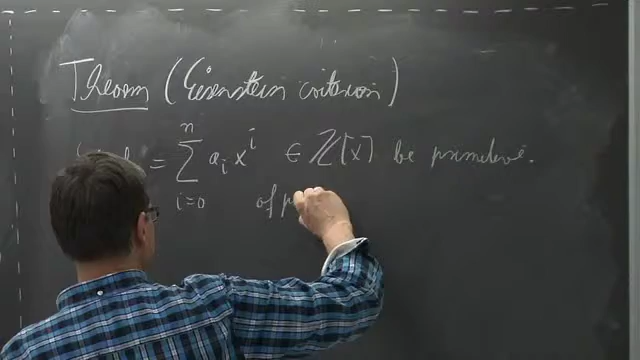 Theorem (Eisenstein criterion)
= ∑_{i=0}^{n} a_i x^i ∈ ℤ[x] be primitive.
of